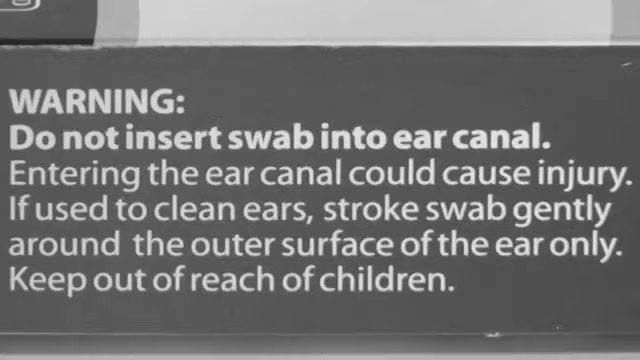 WARNING:
Do not insert swab into ear canal.
Entering the ear canal could cause injury.
If used to clean ears, stroke swab gently
around the outer surface of the ear only.
Keep out of reach of children.